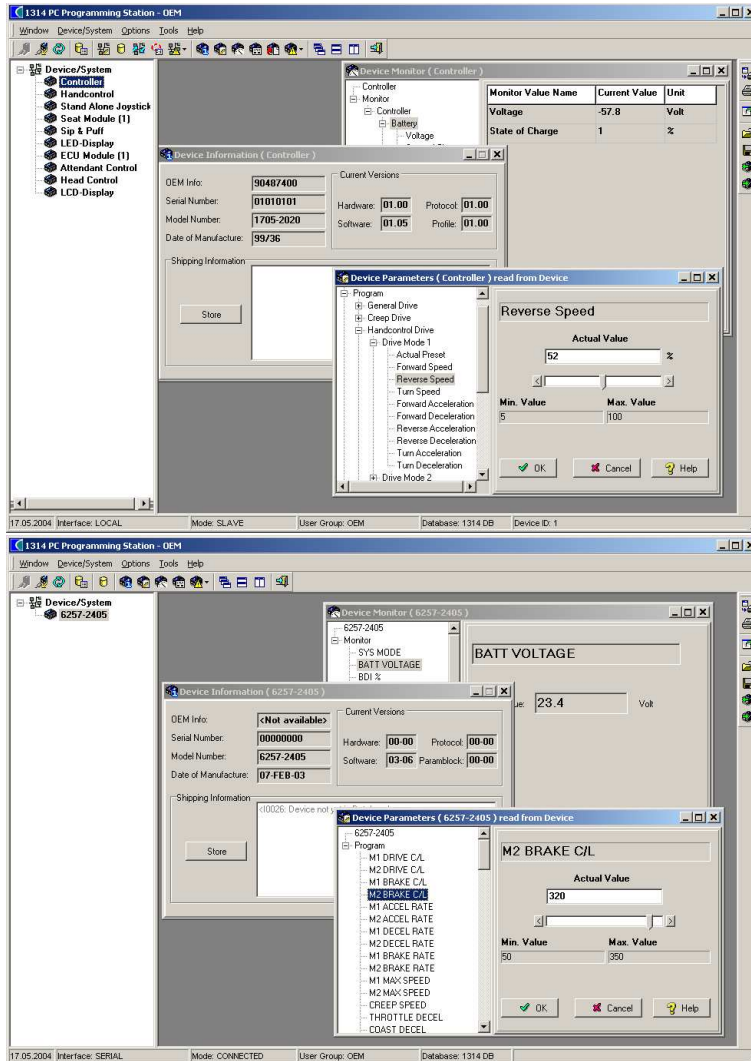 1314 PC Programming Station - OEM
Window Device/System Options Tools Help
Device/System
Controller
Handcontrol
Stand Alone Joystick
Seat Module (1)
Sip & Puff
LED-Display
ECU Module (1)
Attendant Control
Head Control
LCD-Display
Device Monitor ( Controller )
Controller
Monitor
Controller
Battery
Voltage
Monitor Value Name Current Value Unit
Voltage -57.8 Volt
State of Charge 1 %
Device Information ( Controller )
OEM Info: 90487400
Serial Number: 01010101
Model Number: 1705-2020
Date of Manufacture: 99/36
Current Versions
Hardware: 01.00 Protocol: 01.00
Software: 01.05 Profile: 01.00
Shipping Information
Store
Device Parameters ( Controller ) read from Device
Program
General Drive
Creep Drive
Handcontrol Drive
Drive Mode 1
Actual Preset
Forward Speed
Reverse Speed
Turn Speed
Forward Acceleration
Forward Deceleration
Reverse Acceleration
Reverse Deceleration
Turn Acceleration
Turn Deceleration
Drive Mode 2
Reverse Speed
Actual Value
52 %
Min. Value Max. Value
5 100
OK Cancel Help
17.05.2004 Interface: LOCAL Mode: SLAVE User Group: OEM Database: 1314 DB Device ID: 1
1314 PC Programming Station - OEM
Window Device/System Options Tools Help
Device/System
6257-2405
Device Monitor ( 6257-2405 )
6257-2405
Monitor
SYS MODE
BATT VOLTAGE
BDI %
BATT VOLTAGE
ue: 23.4 Volt
Device Information ( 6257-2405 )
OEM Info: <Not available>
Serial Number: 00000000
Model Number: 6257-2405
Date of Manufacture: 07-FEB-03
Current Versions
Hardware: 00-00 Protocol: 00-00
Software: 03-06 Paramblock: 00-00
Shipping Information
Device not
Store
Device Parameters ( 6257-2405 ) read from Device
6257-2405
Program
M1 DRIVE C/L
M2 DRIVE C/L
M1 BRAKE C/L
M2 BRAKE C/L
M1 ACCEL RATE
M2 ACCEL RATE
M1 DECEL RATE
M2 DECEL RATE
M1 BRAKE RATE
M2 BRAKE RATE
M1 MAX SPEED
M2 MAX SPEED
CREEP SPEED
THROTTLE DECEL
COAST DECEL
M2 BRAKE C/L
Actual Value
320
Min. Value Max. Value
50 350
OK Cancel Help
17.05.2004 Interface: SERIAL Mode: CONNECTED User Group: OEM Database: 1314 DB